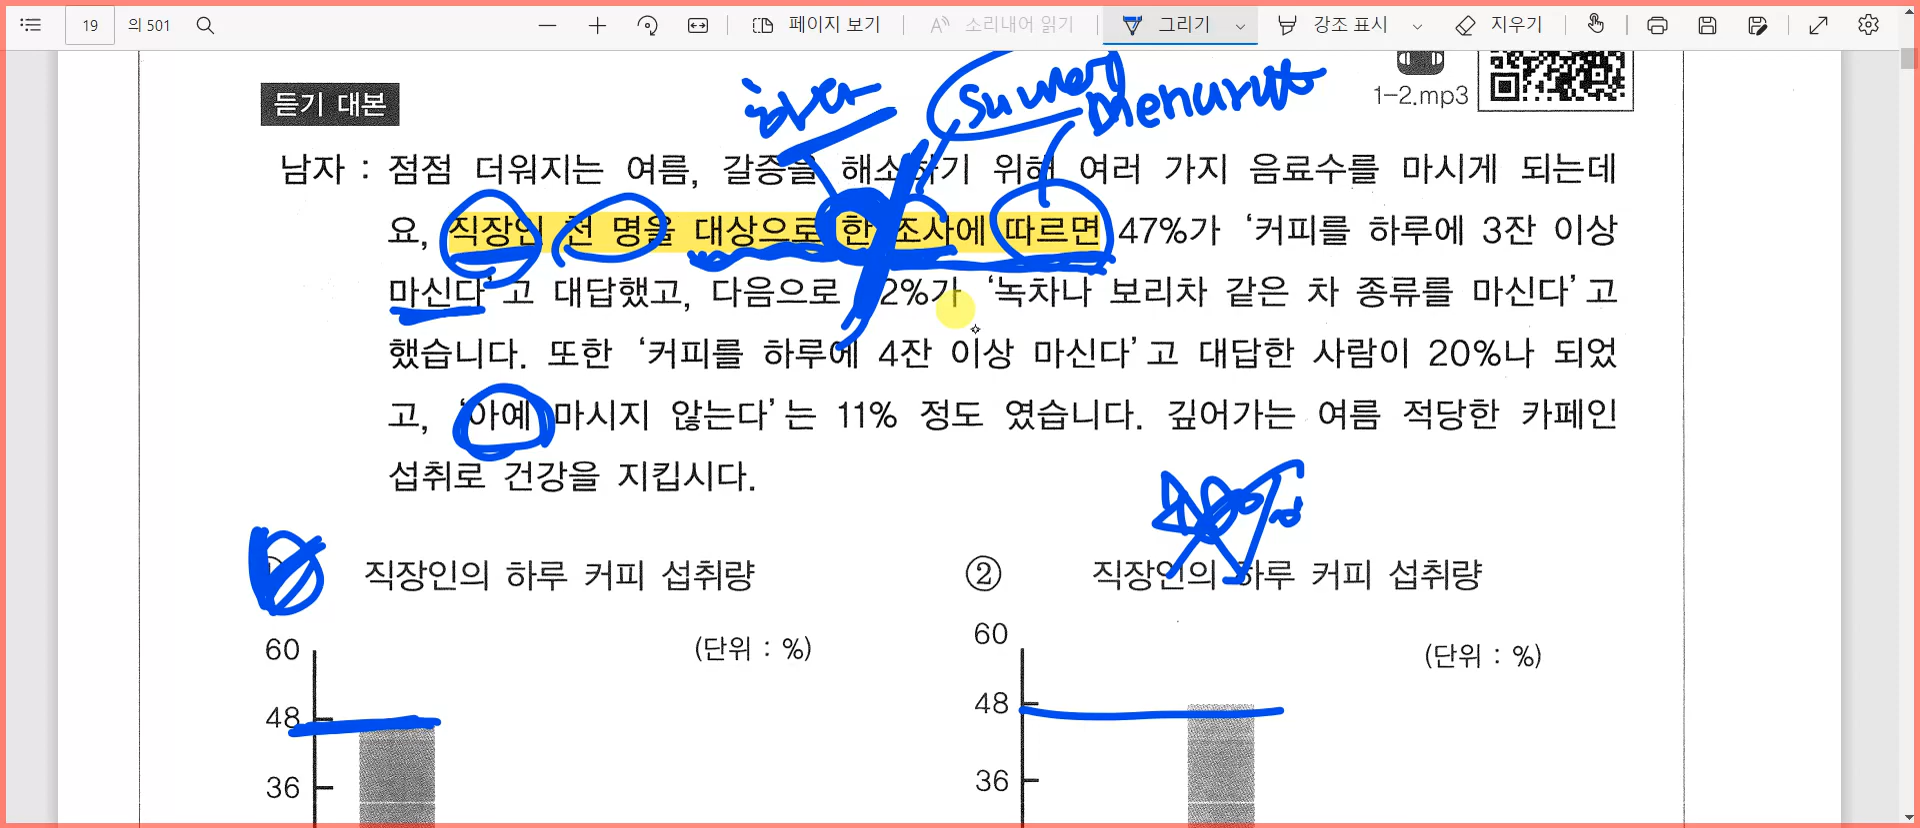 19 의 501 페이지 보기 소리내어 읽기 그리기 강조 표시 지우기
survey
menurut
1-2.mp3
듣기 대본
남자 : 점점 더워지는 여름, 갈증을 해소하기 위해 여러 가지 음료수를 마시게 되는데
요, 직장인 천 명을 대상으로 한 조사에 따르면 47%가 ‘커피를 하루에 3잔 이상
마신다’고 대답했고, 다음으로 2%가 ‘녹차나 보리차 같은 차 종류를 마신다’고
했습니다. 또한 ‘커피를 하루에 4잔 이상 마신다’고 대답한 사람이 20%나 되었
고, ‘아예 마시지 않는다’는 11% 정도 였습니다. 깊어가는 여름 적당한 카페인
섭취로 건강을 지킵시다.
직장인의 하루 커피 섭취량
(단위 : %)
60
48
36
② 직장인의 하루 커피 섭취량
(단위 : %)
60
48
36